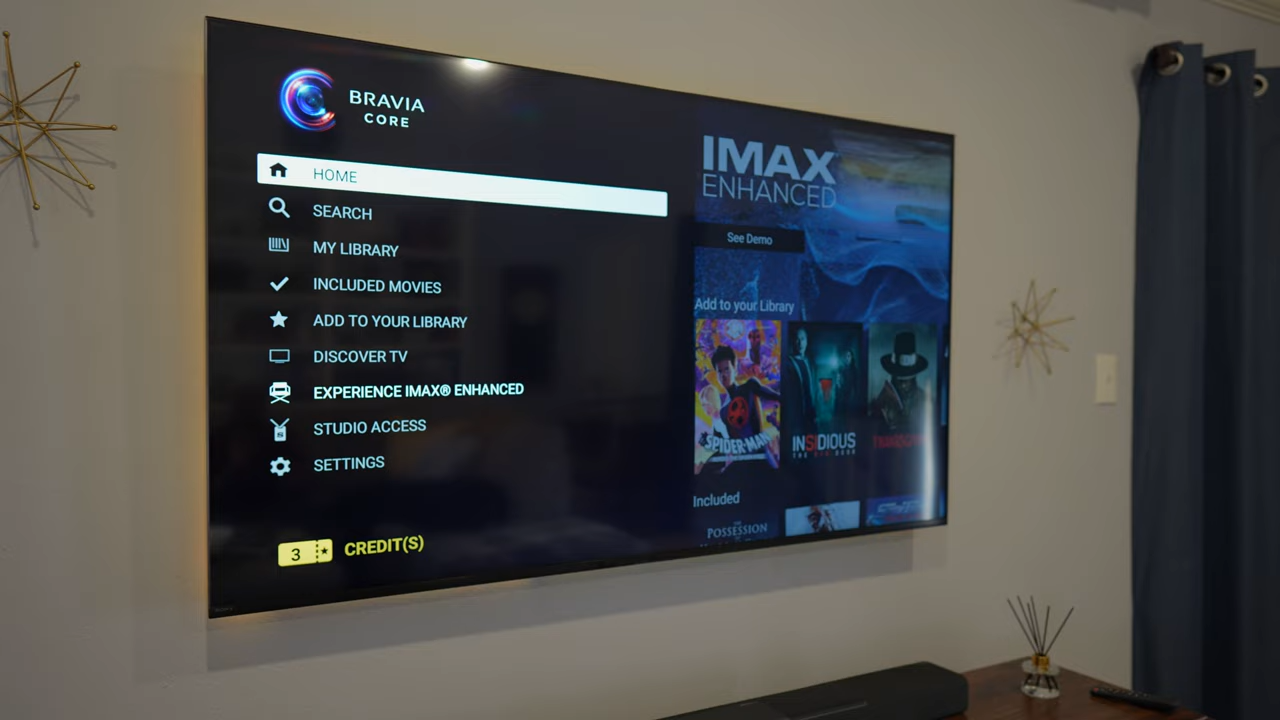 BRAVIA
CORE
HOME
SEARCH
MY LIBRARY
INCLUDED MOVIES
ADD TO YOUR LIBRARY
DISCOVER TV
EXPERIENCE IMAX® ENHANCED
STUDIO ACCESS
SETTINGS
3 CREDIT(S)
IMAX
ENHANCED
See Demo
Add to your Library
SPIDER-MAN
INSIDIOUS
THE RED DOOR
Included
THE
POSSESSION